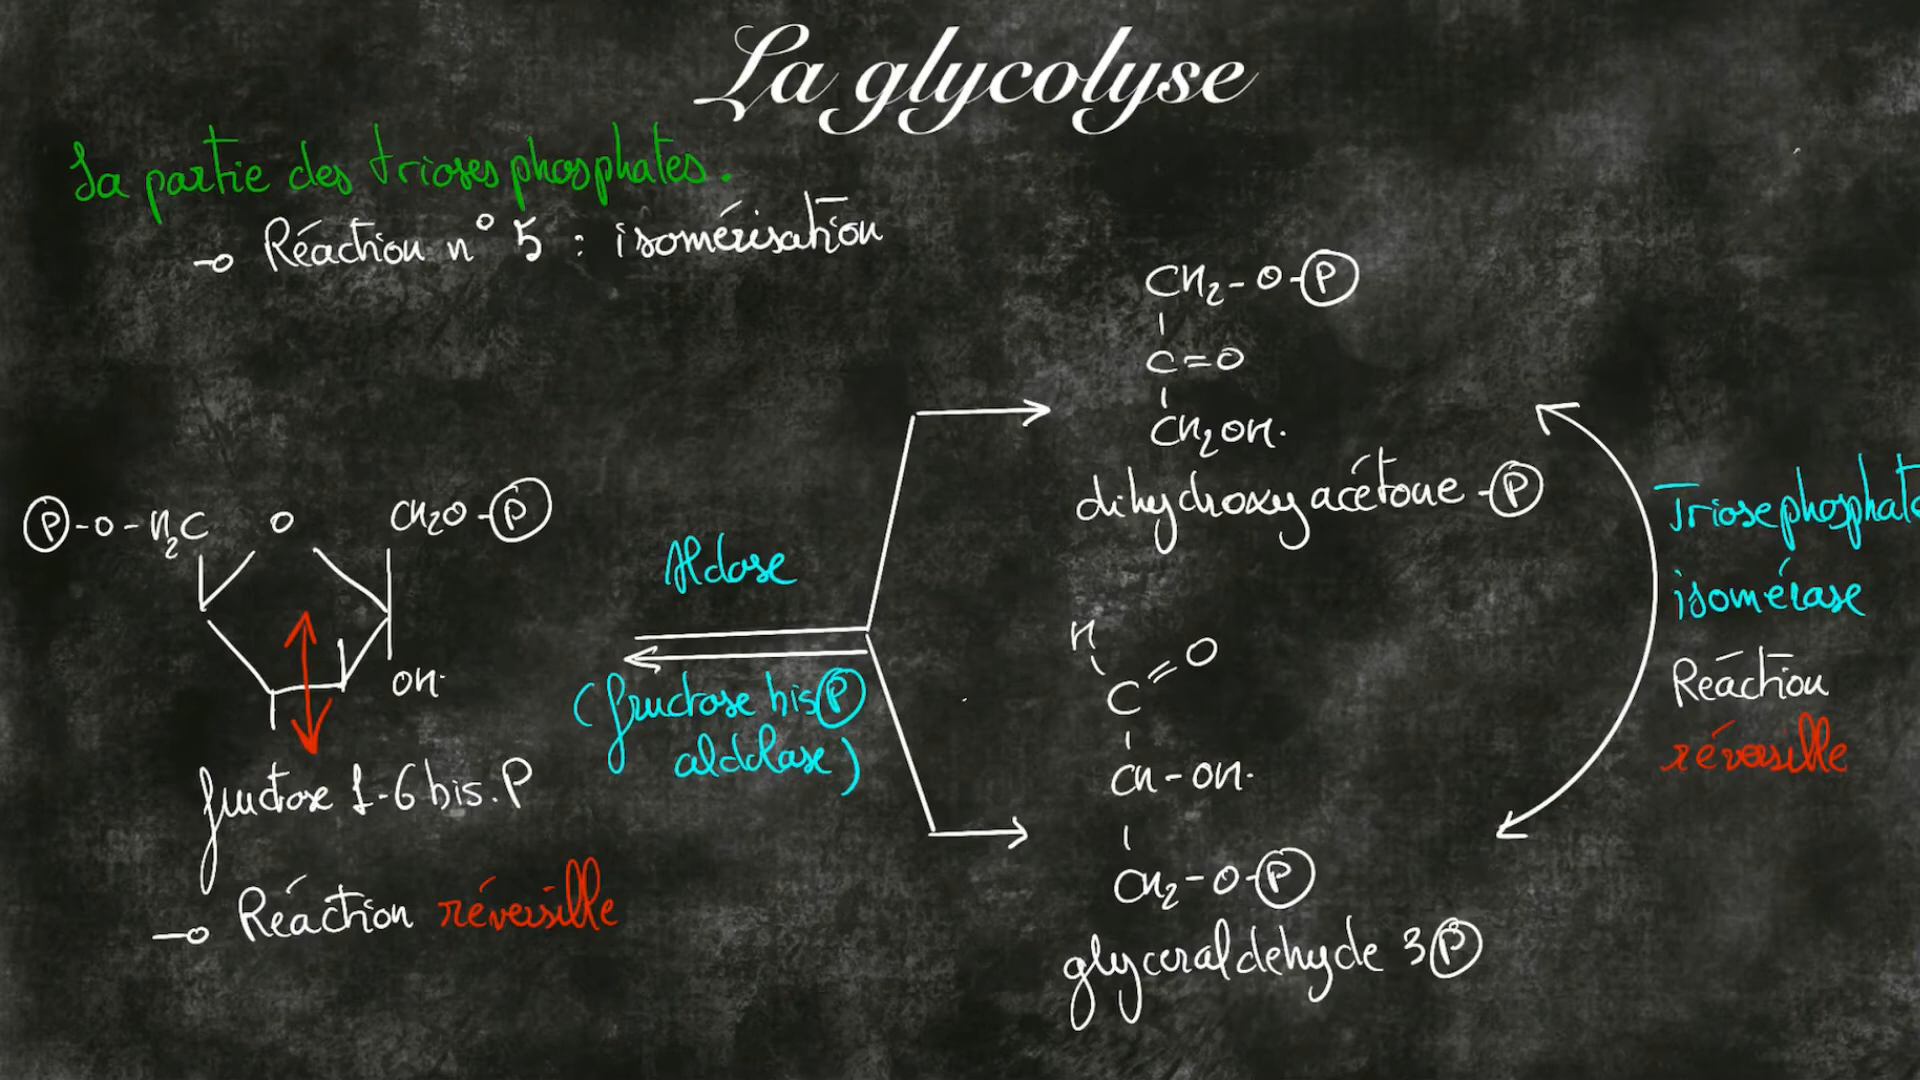 La glycolyse
La partie des trioses phosphates.
Réaction n° 5 : isomérisation
CH2-O-P
C=O
CH2OH.
dihydroxyacétone-P
P-O-H2C O CH2O-P
OH.
fructose 1-6 bis.P
Réaction réversible
Aldose
(fructose bisP
aldolase)
H
C=O
CH-OH.
CH2-O-P
glyceraldehyde 3P
Triosephosphate
isomérase
Réaction
réversible